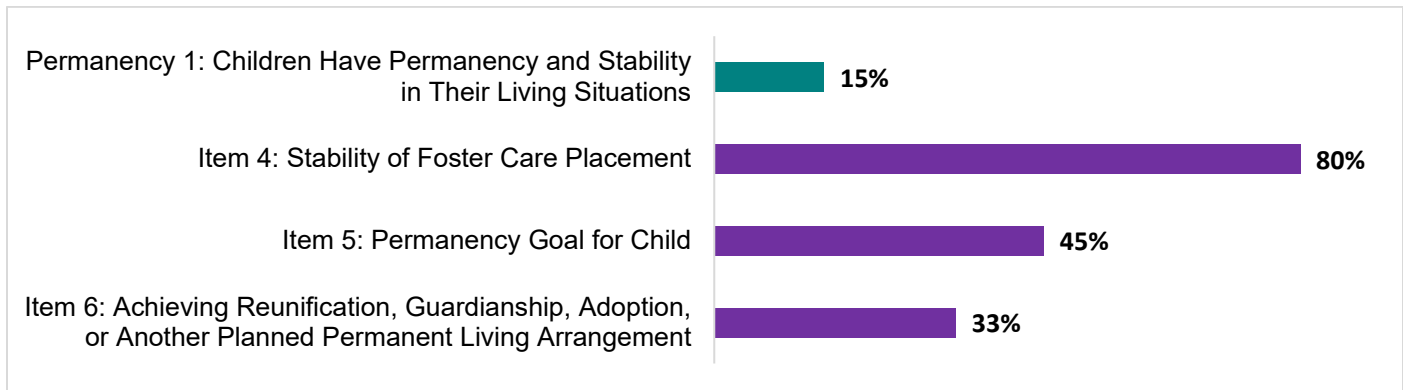 Permanency 1: Children Have Permanency and Stability
in Their Living Situations
15%
Item 4: Stability of Foster Care Placement
80%
Item 5: Permanency Goal for Child
45%
Item 6: Achieving Reunification, Guardianship, Adoption,
or Another Planned Permanent Living Arrangement
33%